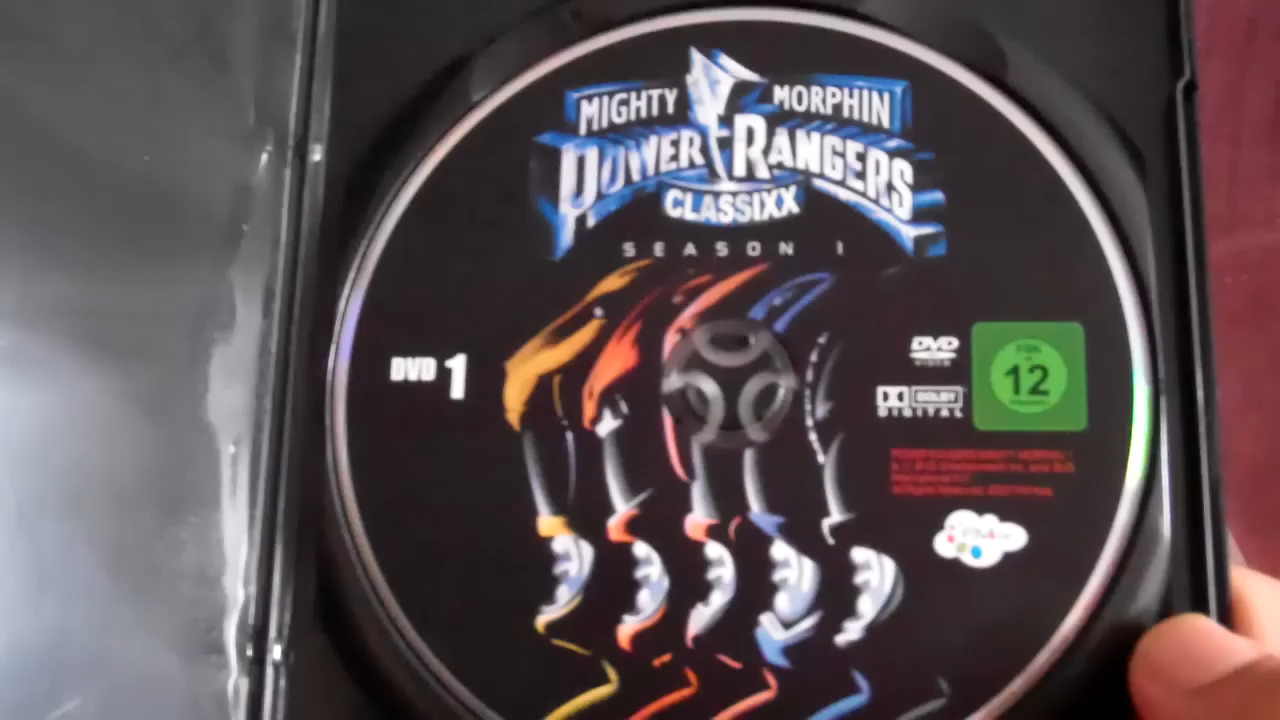 MIGHTY MORPHIN
POWER RANGERS
CLASSIXX
SEASON 1
DVD 1
DVD
VIDEO
DOLBY
DIGITAL
FSK
12